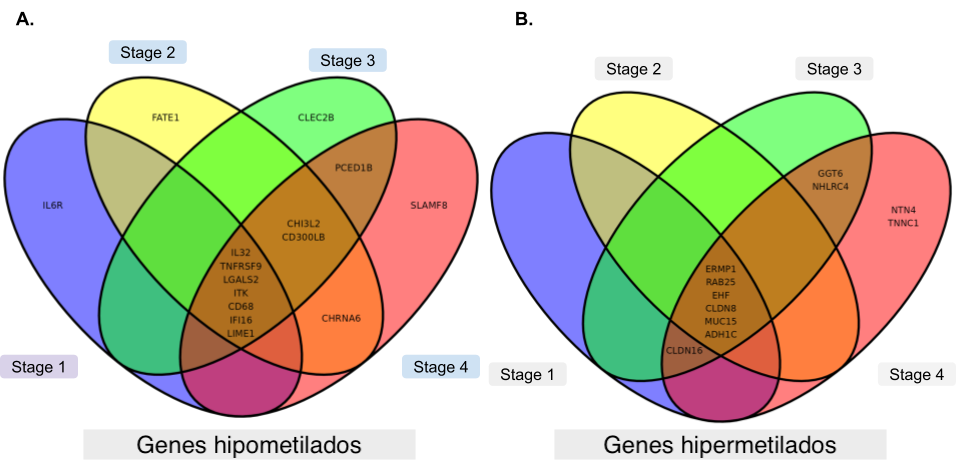 A.
Stage 2
Stage 3
FATE1
CLEC2B
PCED1B
IL6R
SLAMF8
CHI3L2
CD300LB
IL32
TNFRSF9
LGALS2
ITK
CD68
IFI16
LIME1
CHRNA6
Stage 1
Stage 4
Genes hipometilados
B.
Stage 2
Stage 3
GGT6
NHLRC4
NTN4
TNNC1
ERMP1
RAB25
EHF
CLDN8
MUC15
ADH1C
CLDN16
Stage 1
Stage 4
Genes hipermetilados